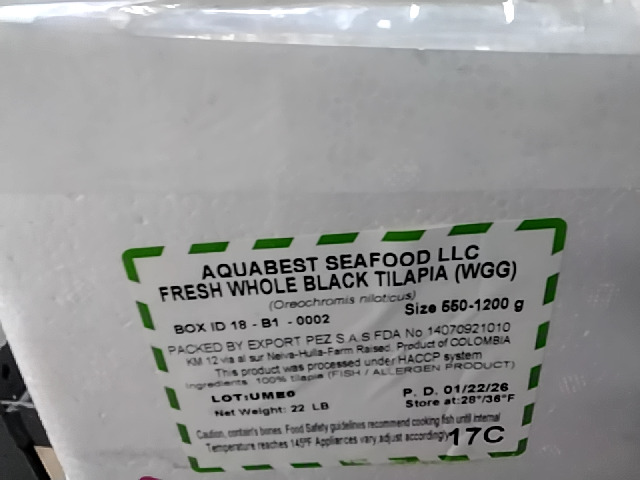 AQUABEST SEAFOOD LLC
FRESH WHOLE BLACK TILAPIA (WGG)
(Oreochromis niloticus)
Size 550-1200 g
BOX ID 18 - B1 - 0002
PACKED BY EXPORT PEZ S.A.S FDA No 14070921010
KM 12 via al sur Neiva-Huila-Farm Raised. Product of COLOMBIA
This product was processed under HACCP system
Ingredients: 100% tilapia (FISH / ALLERGEN PRODUCT)
LOT:
P. D. 01/22/26
Net Weight: 22 LB
Store at:28°/36°F
Caution, contain's bones. Food Safety guidelines recommend cooking fish until internal
Temperature reaches 145°F Appliances vary adjust accordingly
17C